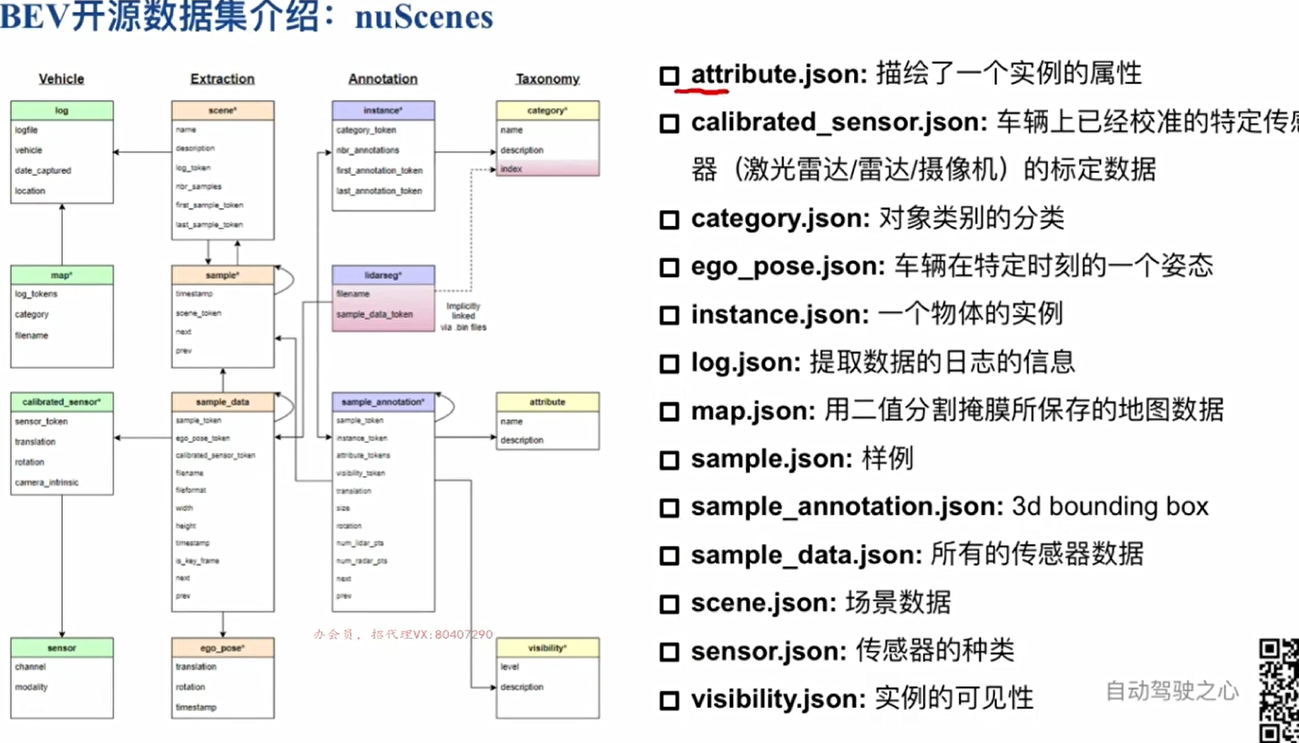 BEV开源数据集介绍：nuScenes
Vehicle
Extraction
Annotation
Taxonomy
log
logfile
vehicle
date_captured
location
scene*
name
description
log_token
nbr_samples
first_sample_token
last_sample_token
instance*
category_token
nbr_annotations
first_annotation_token
last_annotation_token
category*
name
description
index
map*
log_tokens
category
filename
sample*
timestamp
scene_token
next
prev
lidarseg*
filename
sample_data_token
Implicitly
linked
via .bin files
calibrated_sensor*
sensor_token
translation
rotation
camera_intrinsic
sample_data
sample_token
ego_pose_token
calibrated_sensor_token
filename
fileformat
width
height
timestamp
is_key_frame
next
prev
sample_annotation*
sample_token
instance_token
attribute_tokens
visibility_token
translation
size
rotation
num_lidar_pts
num_radar_pts
next
prev
attribute
name
description
sensor
channel
modality
ego_pose*
translation
rotation
timestamp
visibility*
level
description
办会员，招代理VX:80407290
attribute.json: 描绘了一个实例的属性
calibrated_sensor.json: 车辆上已经校准的特定传感
器（激光雷达/雷达/摄像机）的标定数据
category.json: 对象类别的分类
ego_pose.json: 车辆在特定时刻的一个姿态
instance.json: 一个物体的实例
log.json: 提取数据的日志的信息
map.json: 用二值分割掩膜所保存的地图数据
sample.json: 样例
sample_annotation.json: 3d bounding box
sample_data.json: 所有的传感器数据
scene.json: 场景数据
sensor.json: 传感器的种类
visibility.json: 实例的可见性
自动驾驶之心